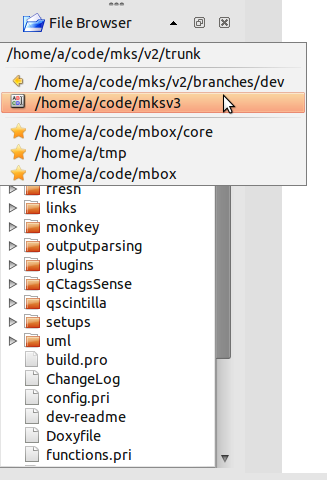 File Browser
/home/a/code/mks/v2/trunk
/home/a/code/mks/v2/branches/dev
/home/a/code/mksv3
/home/a/code/mbox/core
/home/a/tmp
/home/a/code/mbox
fresh
links
monkey
outputparsing
plugins
qCtagsSense
qscintilla
setups
uml
build.pro
ChangeLog
config.pri
dev-readme
Doxyfile
functions.pri